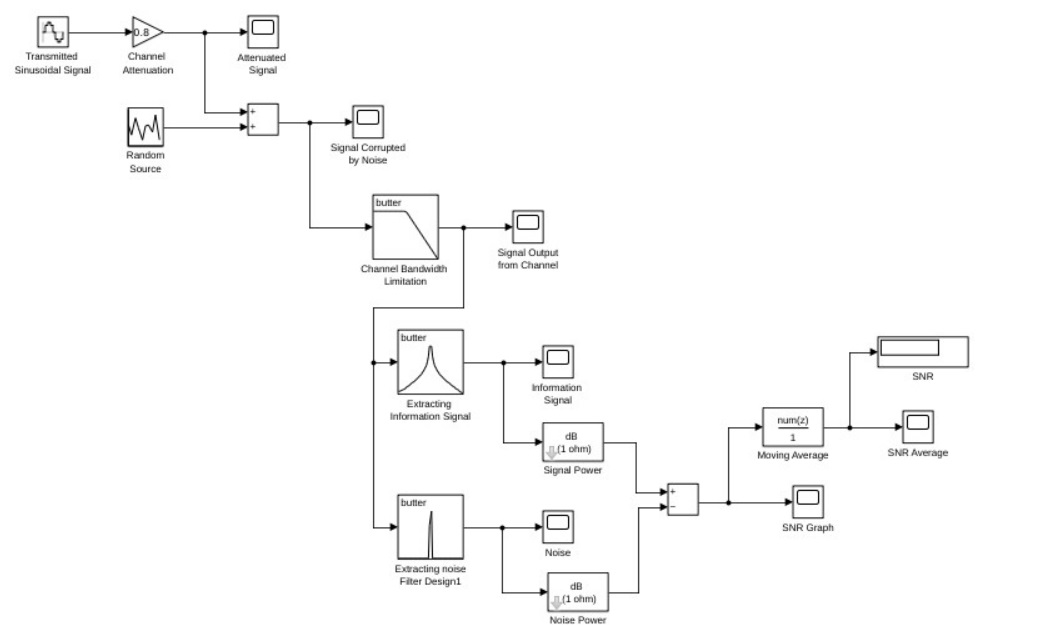 0.8
Transmitted
Sinusoidal Signal
Channel
Attenuation
Attenuated
Signal
+
+
Random
Source
Signal Corrupted
by Noise
butter
Channel Bandwidth
Limitation
Signal Output
from Channel
butter
Extracting
Information Signal
Information
Signal
SNR
dB
(1 ohm)
Signal Power
num(z)
1
Moving Average
SNR Average
+
−
SNR Graph
butter
Extracting noise
Filter Design1
Noise
dB
(1 ohm)
Noise Power